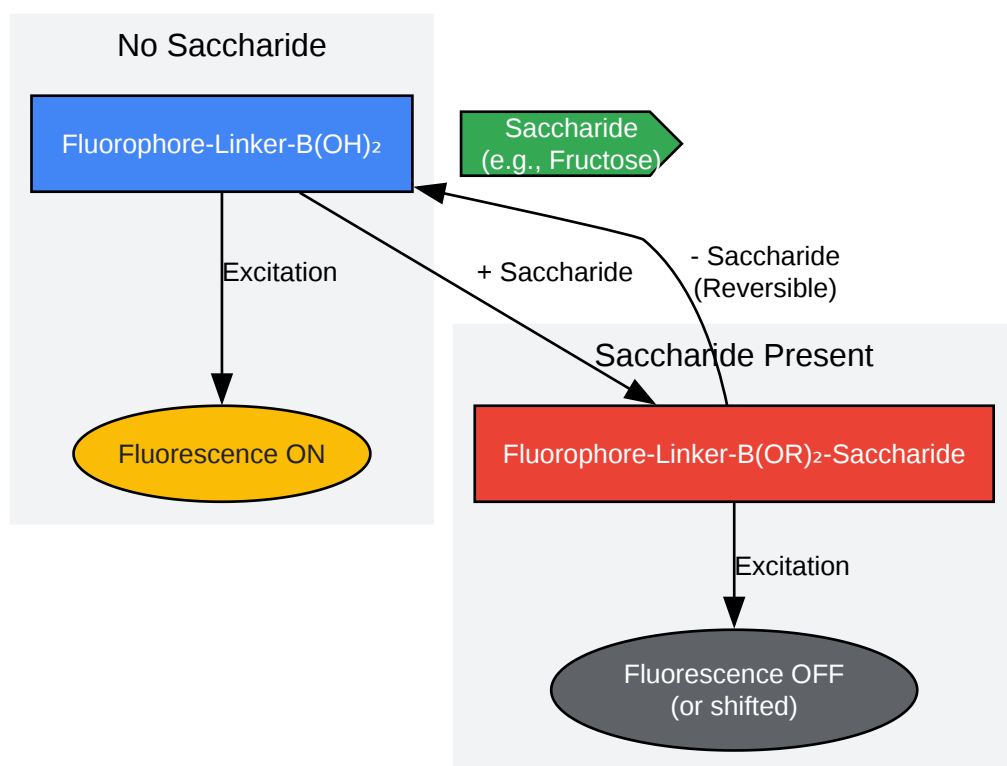 No Saccharide
Fluorophore-Linker-B(OH)₂
Saccharide
(e.g., Fructose)
Excitation
+ Saccharide
- Saccharide
(Reversible)
Saccharide Present
Fluorescence ON
Fluorophore-Linker-B(OR)₂-Saccharide
Excitation
Fluorescence OFF
(or shifted)